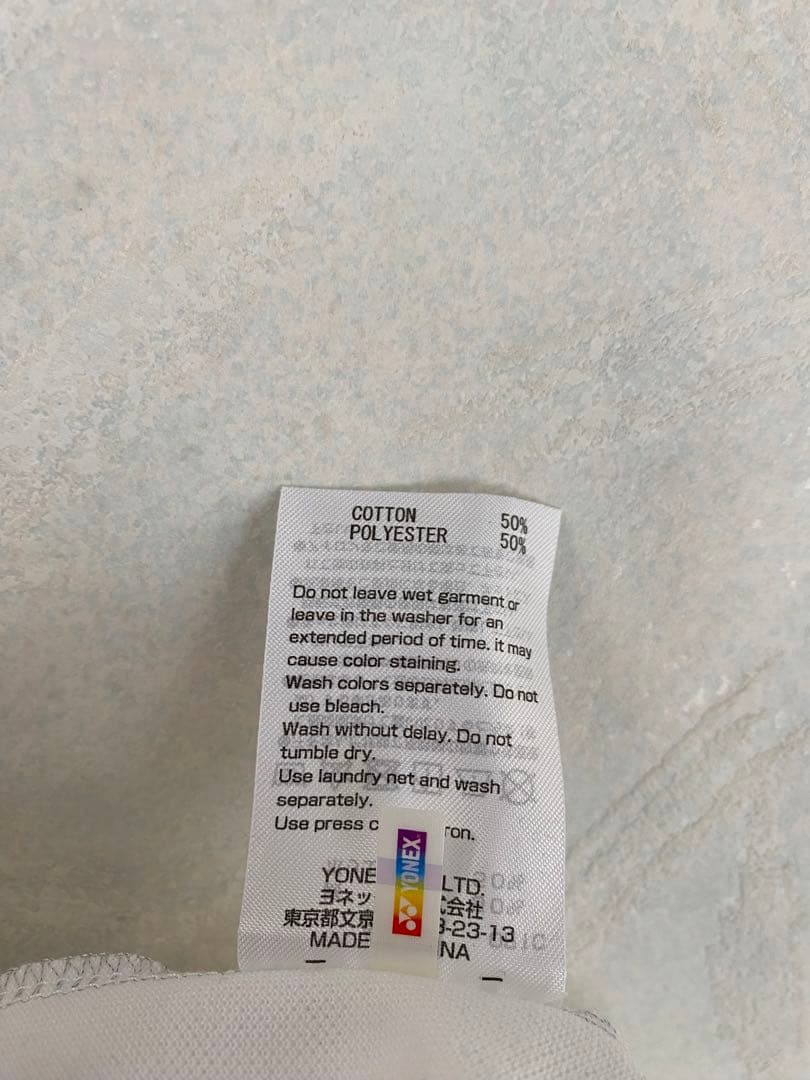 COTTON 50%
POLYESTER 50%
Do not leave wet garment or
leave in the washer for an
extended period of time. it may
cause color staining.
Wash colors separately. Do not
use bleach.
Wash without delay. Do not
tumble dry.
Use laundry net and wash
separately.
Use press c ron.
YONE LTD.
ヨネッ 式会社
東京都文京 3-23-13
MADE NA
YONEX